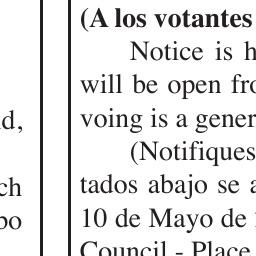 (A los votantes
Notice is h
will be open fro
voing is a gener
(Notifiques
tados abajo se a
10 de Mayo de
Council - Place
d,
ch
bo